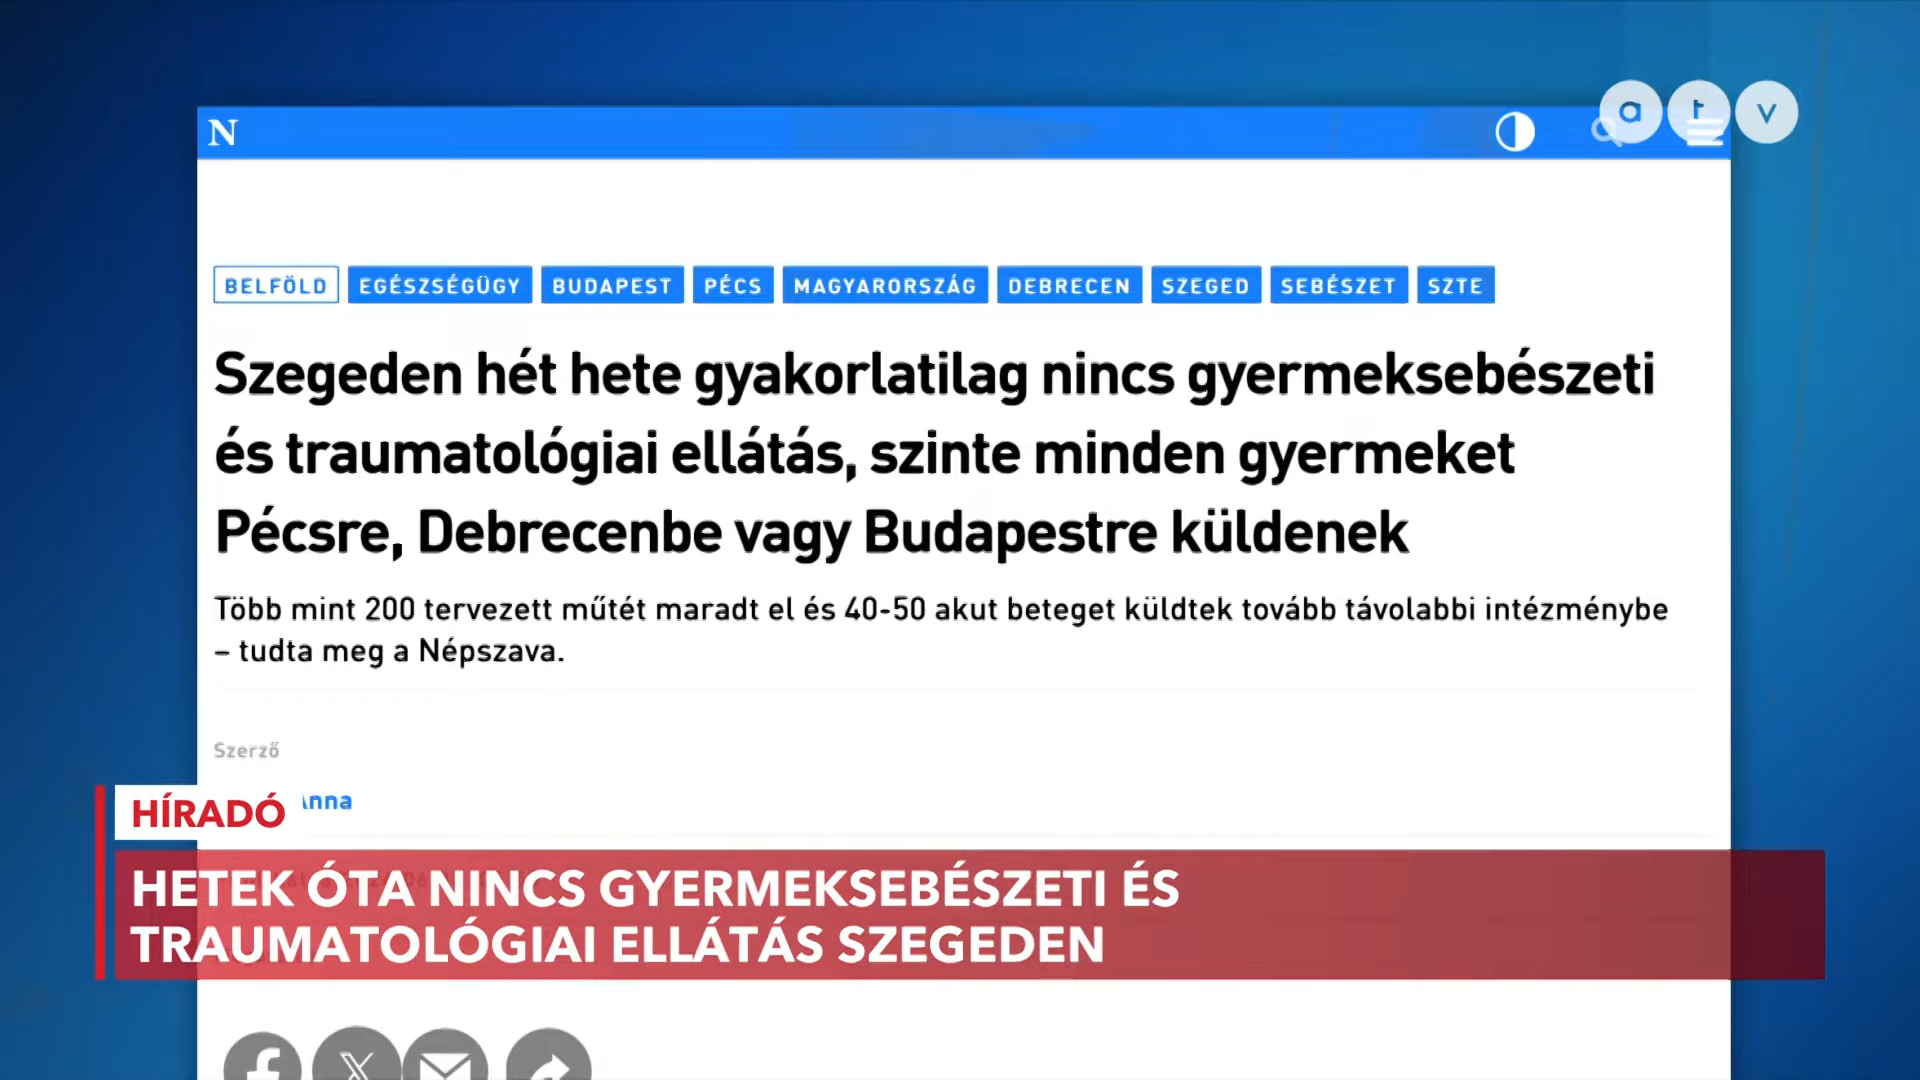 a t v
N
BELFÖLD EGÉSZSÉGÜGY BUDAPEST PÉCS MAGYARORSZÁG DEBRECEN SZEGED SEBÉSZET SZTE
Szegeden hét hete gyakorlatilag nincs gyermeksebészeti
és traumatológiai ellátás, szinte minden gyermeket
Pécsre, Debrecenbe vagy Budapestre küldenek
Több mint 200 tervezett műtét maradt el és 40-50 akut beteget küldtek tovább távolabbi intézménybe
– tudta meg a Népszava.
Szerző
HÍRADÓ
HETEK ÓTA NINCS GYERMEKSEBÉSZETI ÉS
TRAUMATOLÓGIAI ELLÁTÁS SZEGEDEN